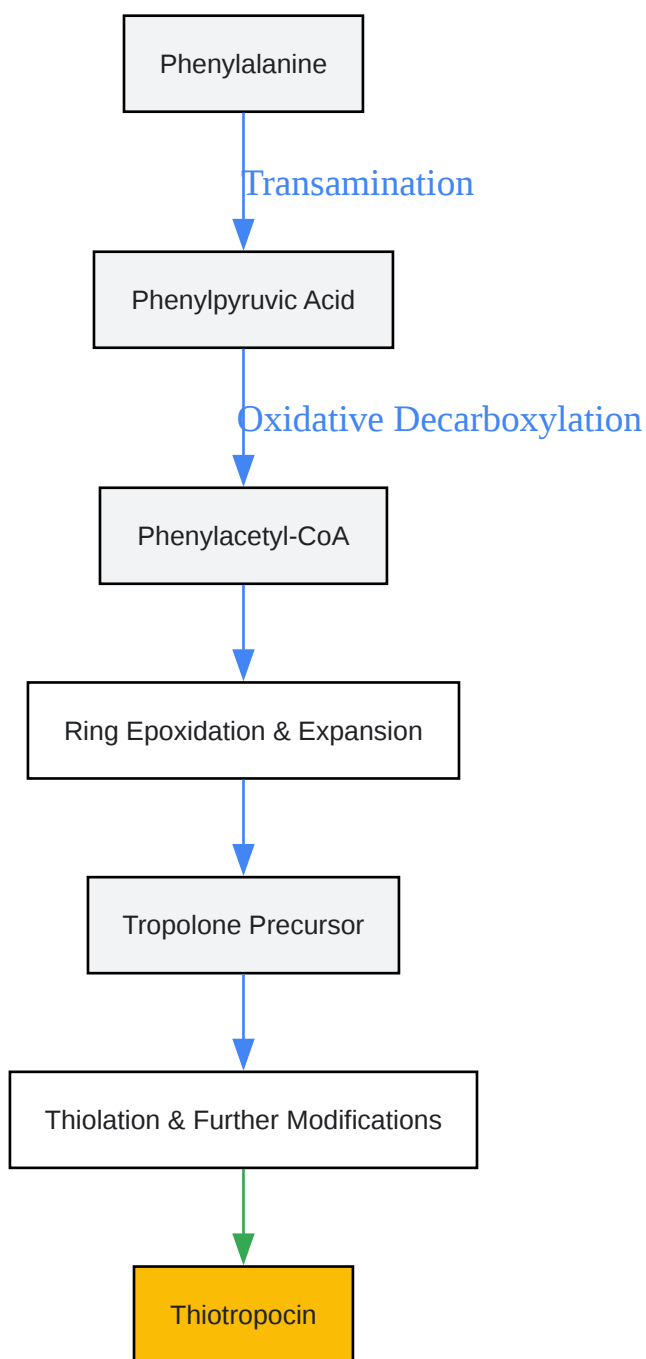 Phenylalanine
Transamination
Phenylpyruvic Acid
Oxidative Decarboxylation
Phenylacetyl-CoA
Ring Epoxidation & Expansion
Tropolone Precursor
Thiolation & Further Modifications
Thiotropocin